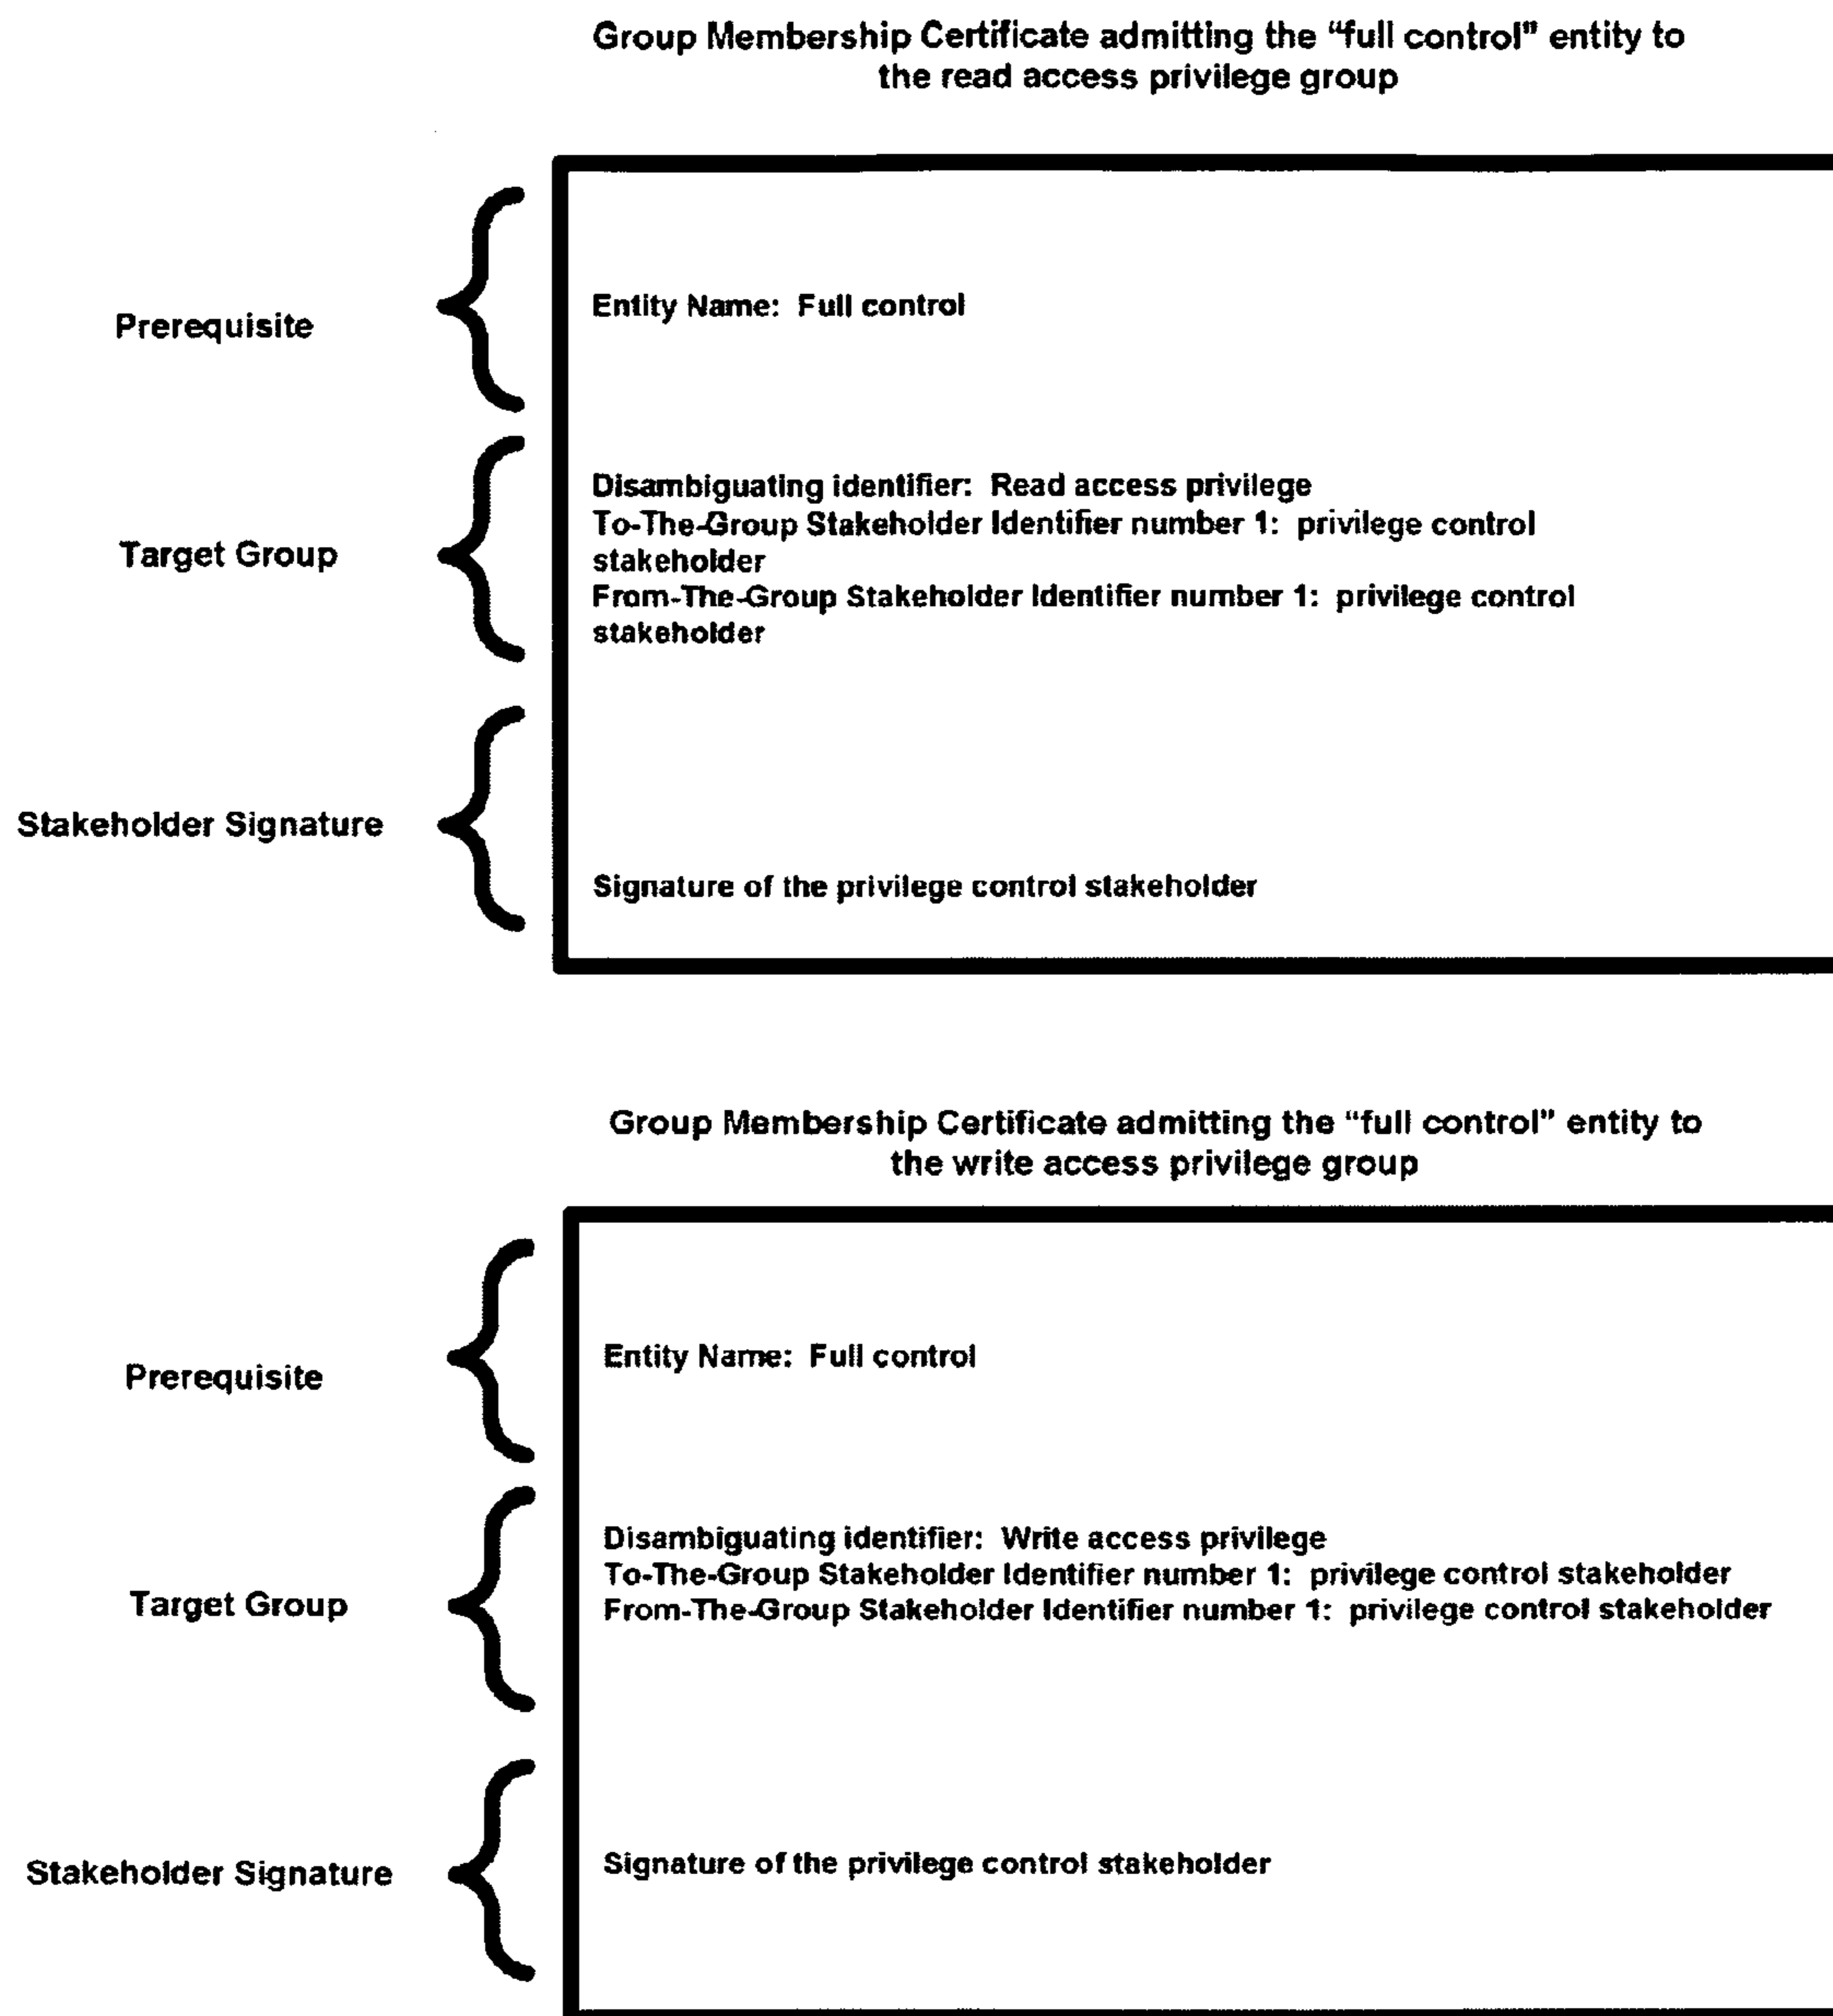 Group Membership Certificate admitting the “full control” entity to
the read access privilege group
Prerequisite
Entity Name: Full control
Target Group
Disambiguating identifier: Read access privilege
To-The-Group Stakeholder Identifier number 1: privilege control
stakeholder
From-The-Group Stakeholder Identifier number 1: privilege control
stakeholder
Stakeholder Signature
Signature of the privilege control stakeholder
Group Membership Certificate admitting the “full control” entity to
the write access privilege group
Prerequisite
Entity Name: Full control
Target Group
Disambiguating identifier: Write access privilege
To-The-Group Stakeholder Identifier number 1: privilege control stakeholder
From-The-Group Stakeholder Identifier number 1: privilege control stakeholder
Stakeholder Signature
Signature of the privilege control stakeholder